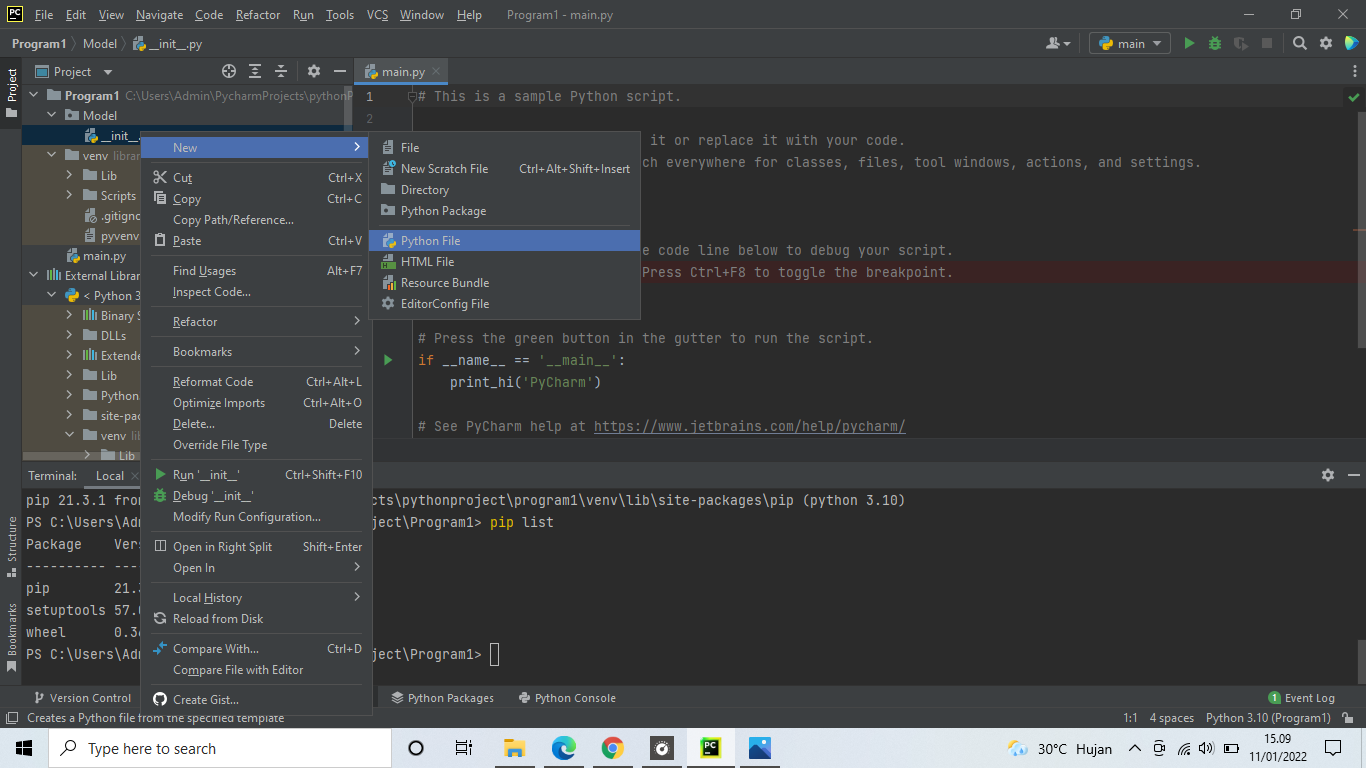 PC File Edit View Navigate Code Refactor Run Tools VCS Window Help Program1 - main.py
Program1 Model __init__.py main
Project main.py
Program1 C:\Users\Admin\PycharmProjects\pythonP
Model
__init__.
venv
Lib
Scripts
.gitigno
pyvenv
main.py
External Librar
< Python 3
Binary S
DLLs
Extende
Lib
Python.
site-pac
venv lib
Lib
1 # This is a sample Python script.
2
it or replace it with your code.
ch everywhere for classes, files, tool windows, actions, and settings.
e code line below to debug your script.
Press Ctrl+F8 to toggle the breakpoint.
# Press the green button in the gutter to run the script.
if __name__ == '__main__':
print_hi('PyCharm')
# See PyCharm help at https://www.jetbrains.com/help/pycharm/
New
Cut Ctrl+X
Copy Ctrl+C
Copy Path/Reference...
Paste Ctrl+V
Find Usages Alt+F7
Inspect Code...
Refactor
Bookmarks
Reformat Code Ctrl+Alt+L
Optimize Imports Ctrl+Alt+O
Delete... Delete
Override File Type
Run '__init__' Ctrl+Shift+F10
Debug '__init__'
Modify Run Configuration...
Open in Right Split Shift+Enter
Open In
Local History
Reload from Disk
Compare With... Ctrl+D
Compare File with Editor
Create Gist...
File
New Scratch File Ctrl+Alt+Shift+Insert
Directory
Python Package
Python File
HTML File
Resource Bundle
EditorConfig File
Project
Structure
Bookmarks
Terminal: Local
pip 21.3.1 from cts\pythonproject\program1\venv\lib\site-packages\pip (python 3.10)
PS C:\Users\Adm ject\Program1> pip list
Package Vers
---------- ---
pip 21.3
setuptools 57.0
wheel 0.36
PS C:\Users\Adm ject\Program1>
Version Control Python Packages Python Console 1 Event Log
Creates a Python file from the specified template 1:1 4 spaces Python 3.10 (Program1)
Type here to search PC 30°C Hujan 15.09
11/01/2022